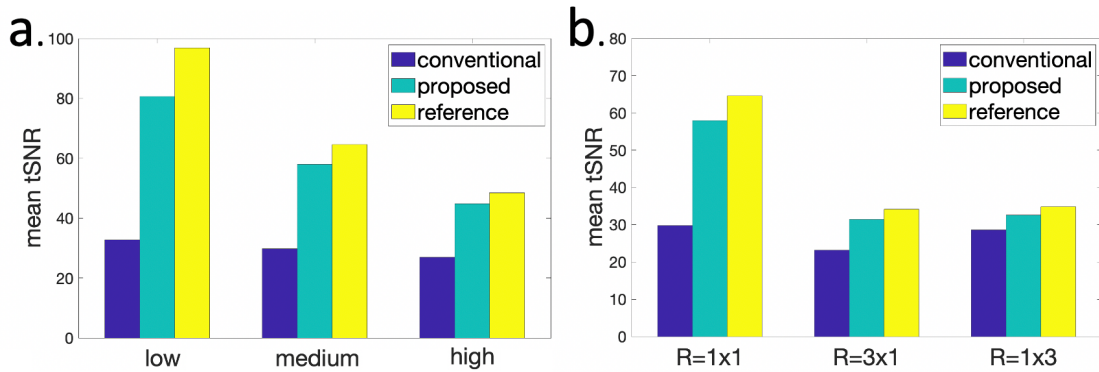 a.
mean tSNR
100
80
60
40
20
0
conventional
proposed
reference
low medium high
b.
mean tSNR
80
70
60
50
40
30
20
10
0
conventional
proposed
reference
R=1x1 R=3x1 R=1x3